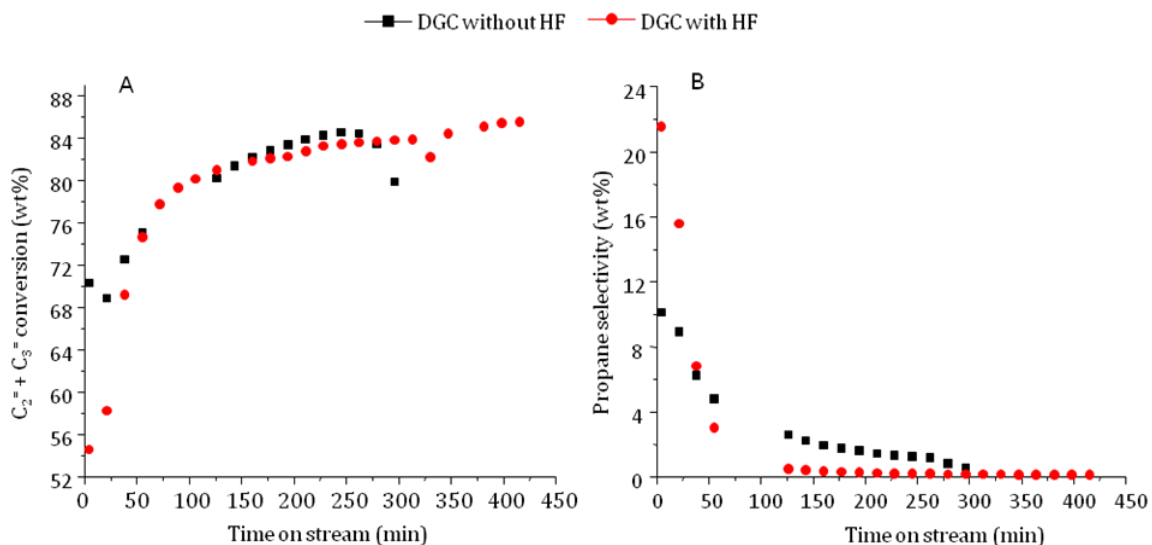 DGC without HF
DGC with HF
A
88
84
80
76
72
68
64
60
56
52
C₂⁼ + C₃⁼ conversion (wt%)
0 50 100 150 200 250 300 350 400 450
Time on stream (min)
B
24
20
16
12
8
4
0
Propane selectivity (wt%)
0 50 100 150 200 250 300 350 400 450
Time on stream (min)